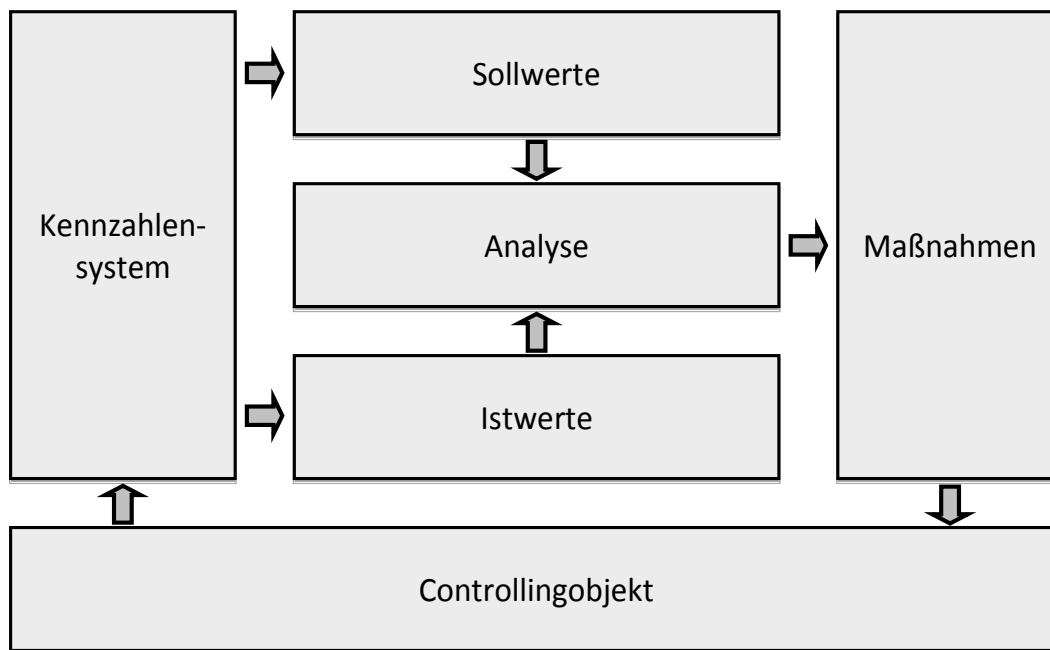 Sollwerte
Kennzahlen-
system
Analyse
Maßnahmen
Istwerte
Controllingobjekt